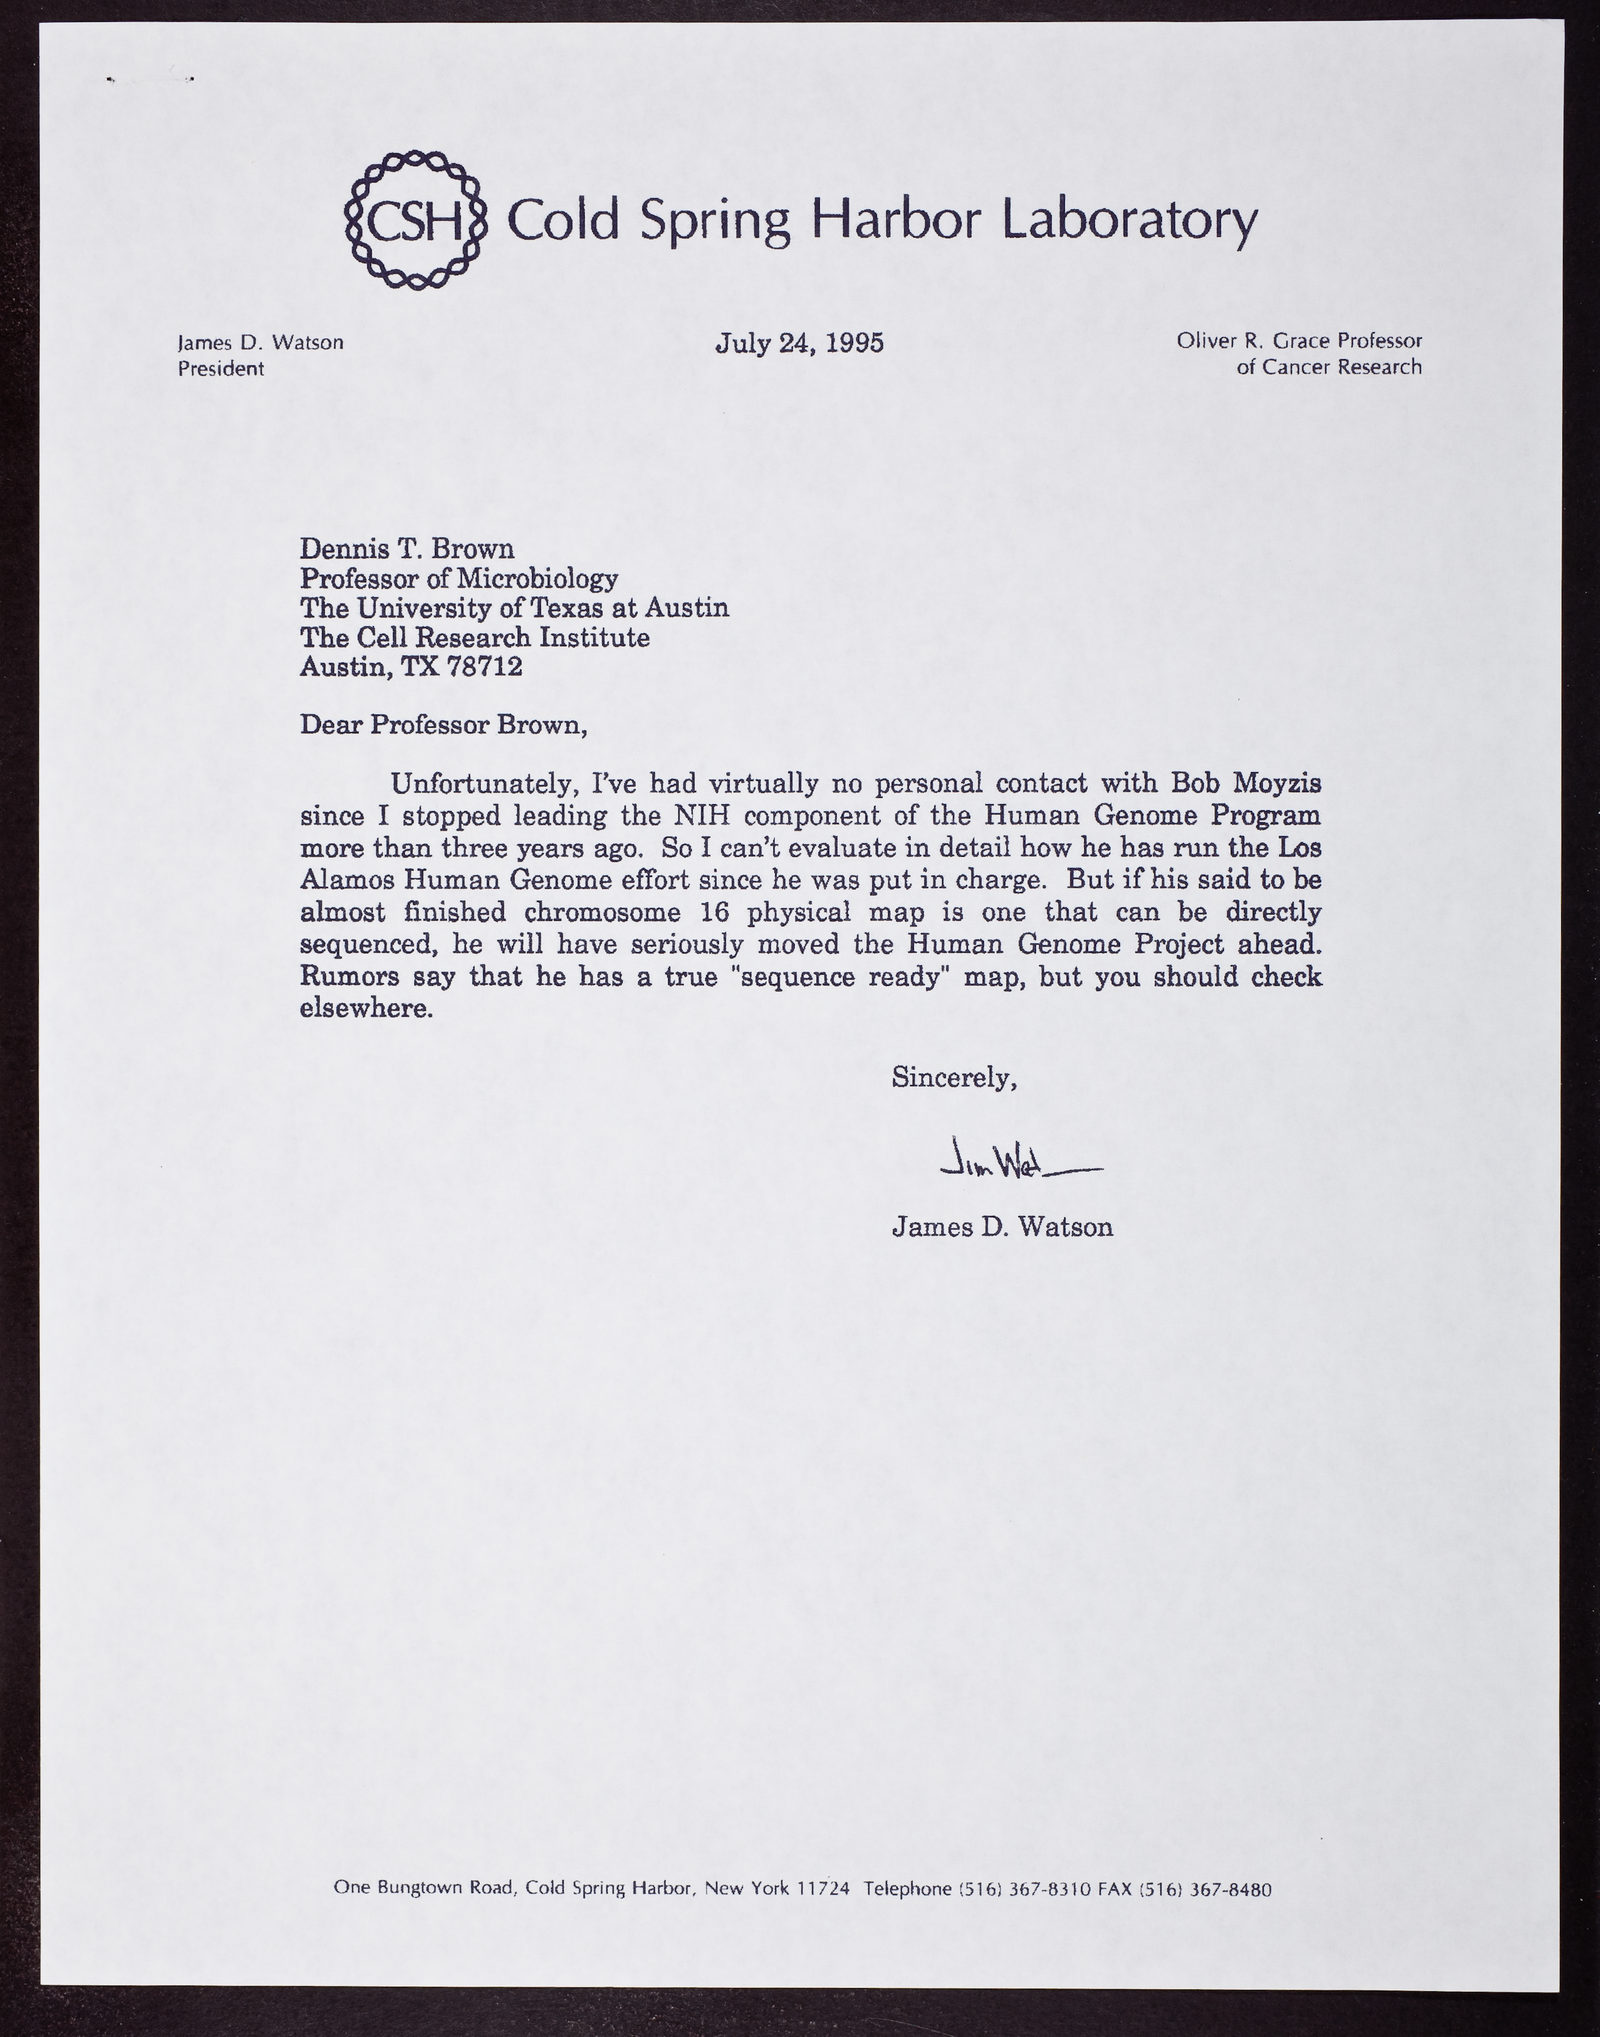 CSH Cold Spring Harbor Laboratory
James D. Watson
President
July 24, 1995
Oliver R. Grace Professor
of Cancer Research
Dennis T. Brown
Professor of Microbiology
The University of Texas at Austin
The Cell Research Institute
Austin, TX 78712
Dear Professor Brown,
Unfortunately, I've had virtually no personal contact with Bob Moyzis
since I stopped leading the NIH component of the Human Genome Program
more than three years ago. So I can't evaluate in detail how he has run the Los
Alamos Human Genome effort since he was put in charge. But if his said to be
almost finished chromosome 16 physical map is one that can be directly
sequenced, he will have seriously moved the Human Genome Project ahead.
Rumors say that he has a true "sequence ready" map, but you should check
elsewhere.
Sincerely,
Jim Wat
James D. Watson
One Bungtown Road, Cold Spring Harbor, New York 11724 Telephone (516) 367-8310 FAX (516) 367-8480